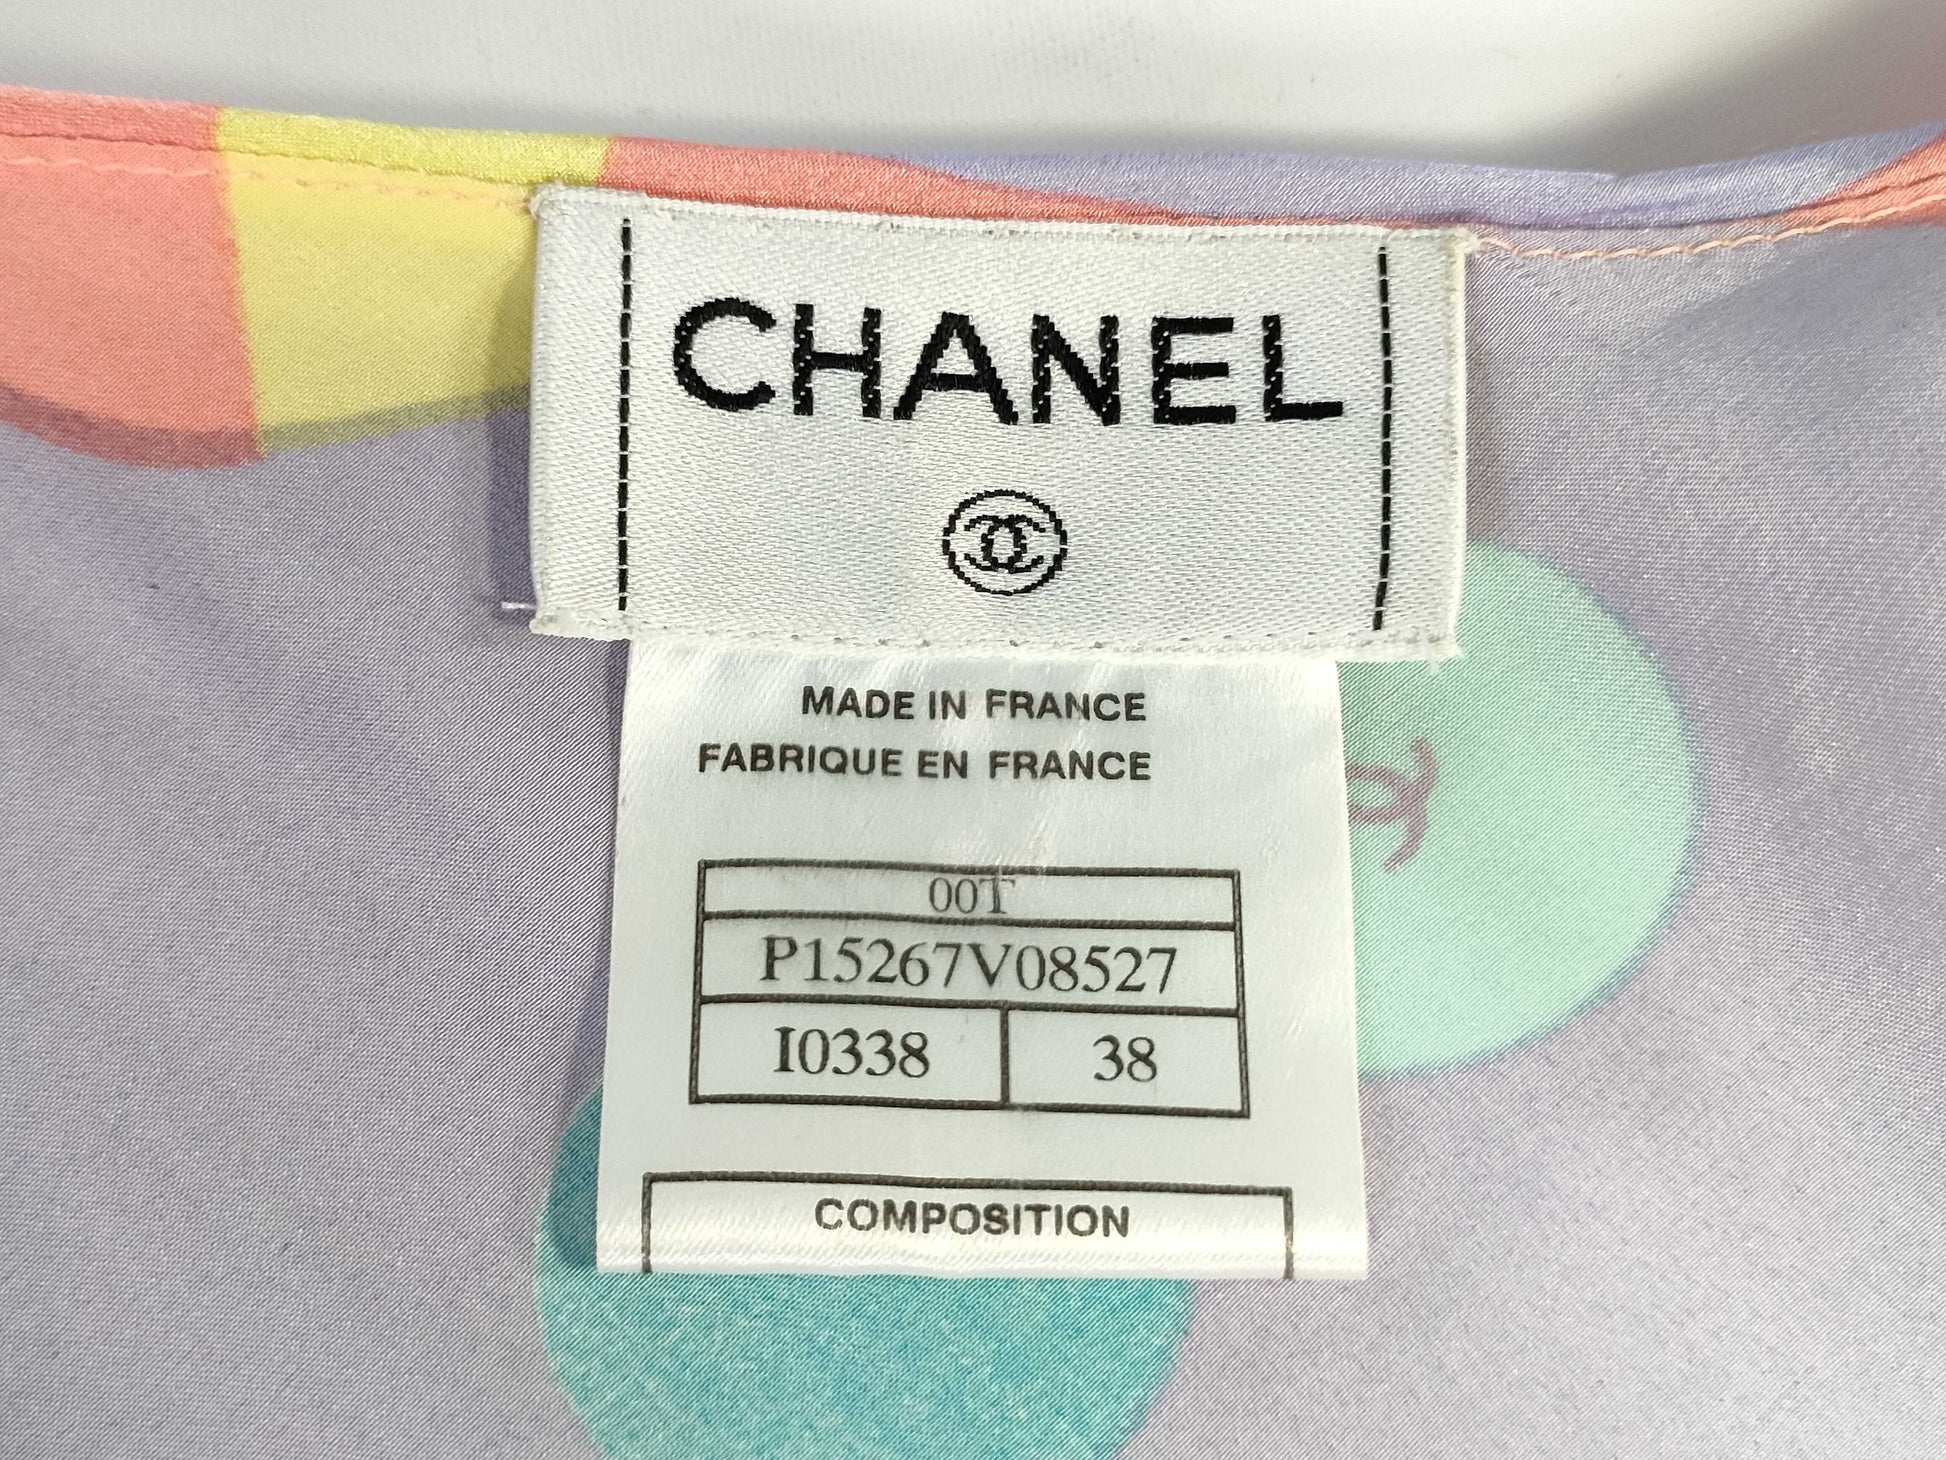 CHANEL
MADE IN FRANCE
FABRIQUE EN FRANCE
00T
P15267V08527
I0338 38
COMPOSITION